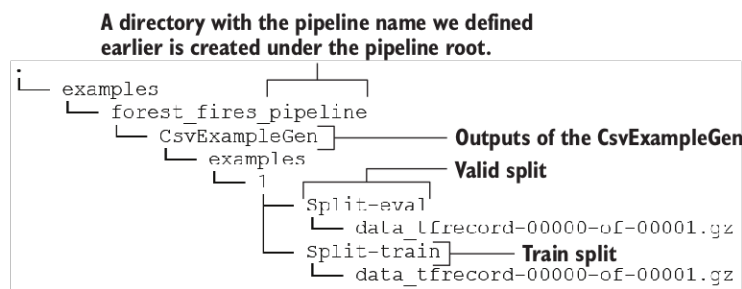 A directory with the pipeline name we defined
earlier is created under the pipeline root.
.
examples
forest_fires_pipeline
CsvExampleGen
Outputs of the CsvExampleGen
examples
Valid split
1
Split-eval
data_tfrecord-00000-of-00001.gz
Split-train
Train split
data_tfrecord-00000-of-00001.gz